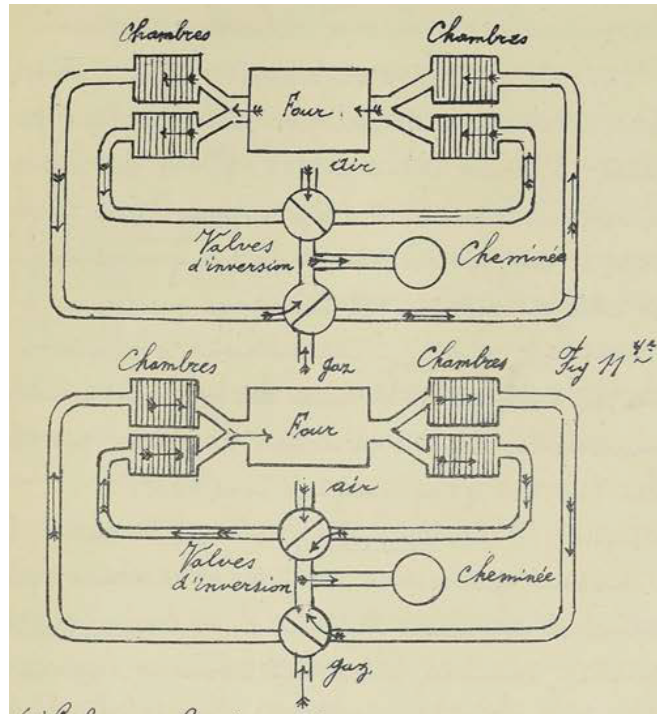 Chambres
Chambres
Four
air
Valves
d'inversion
Cheminée
gaz
Fig 11
Chambres
Chambres
Four
air
Valves
d'inversion
Cheminée
gaz